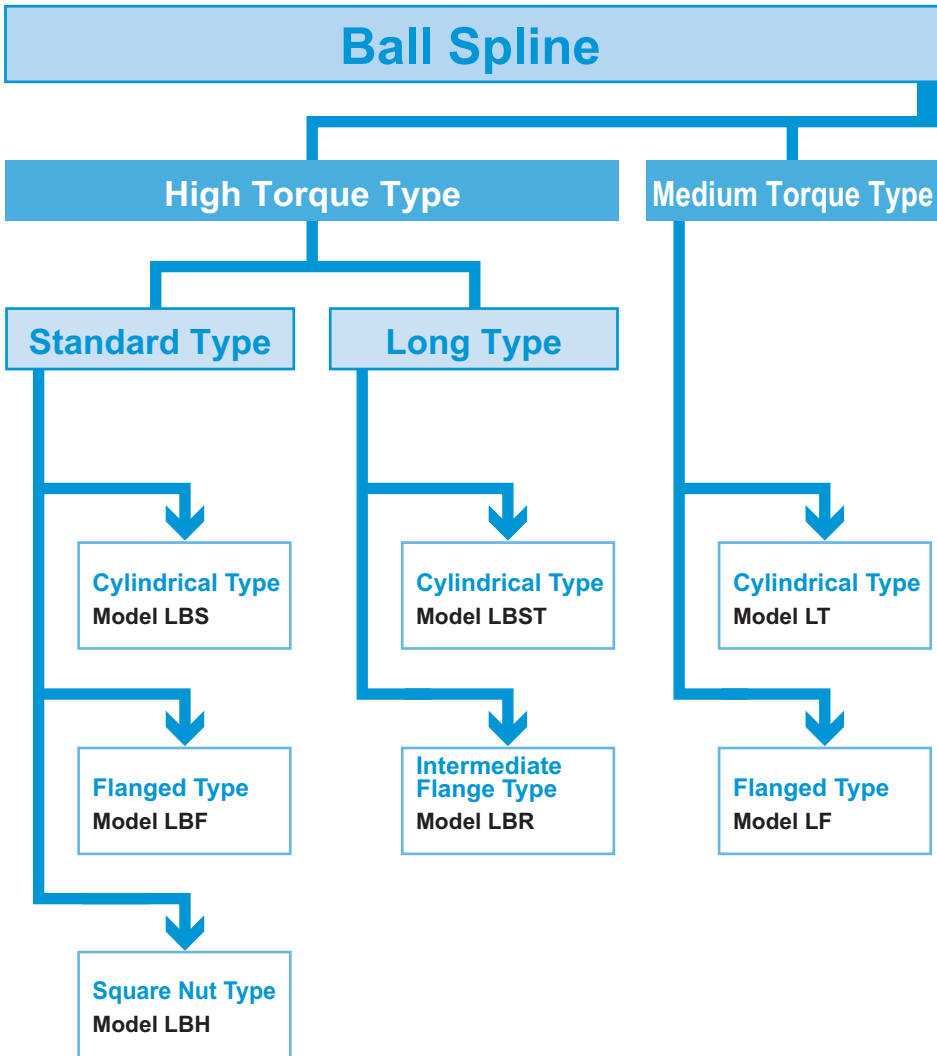 Ball Spline
High Torque Type
Medium Torque Type
Standard Type
Long Type
Cylindrical Type
Model LBS
Cylindrical Type
Model LBST
Cylindrical Type
Model LT
Flanged Type
Model LBF
Intermediate
Flange Type
Model LBR
Flanged Type
Model LF
Square Nut Type
Model LBH